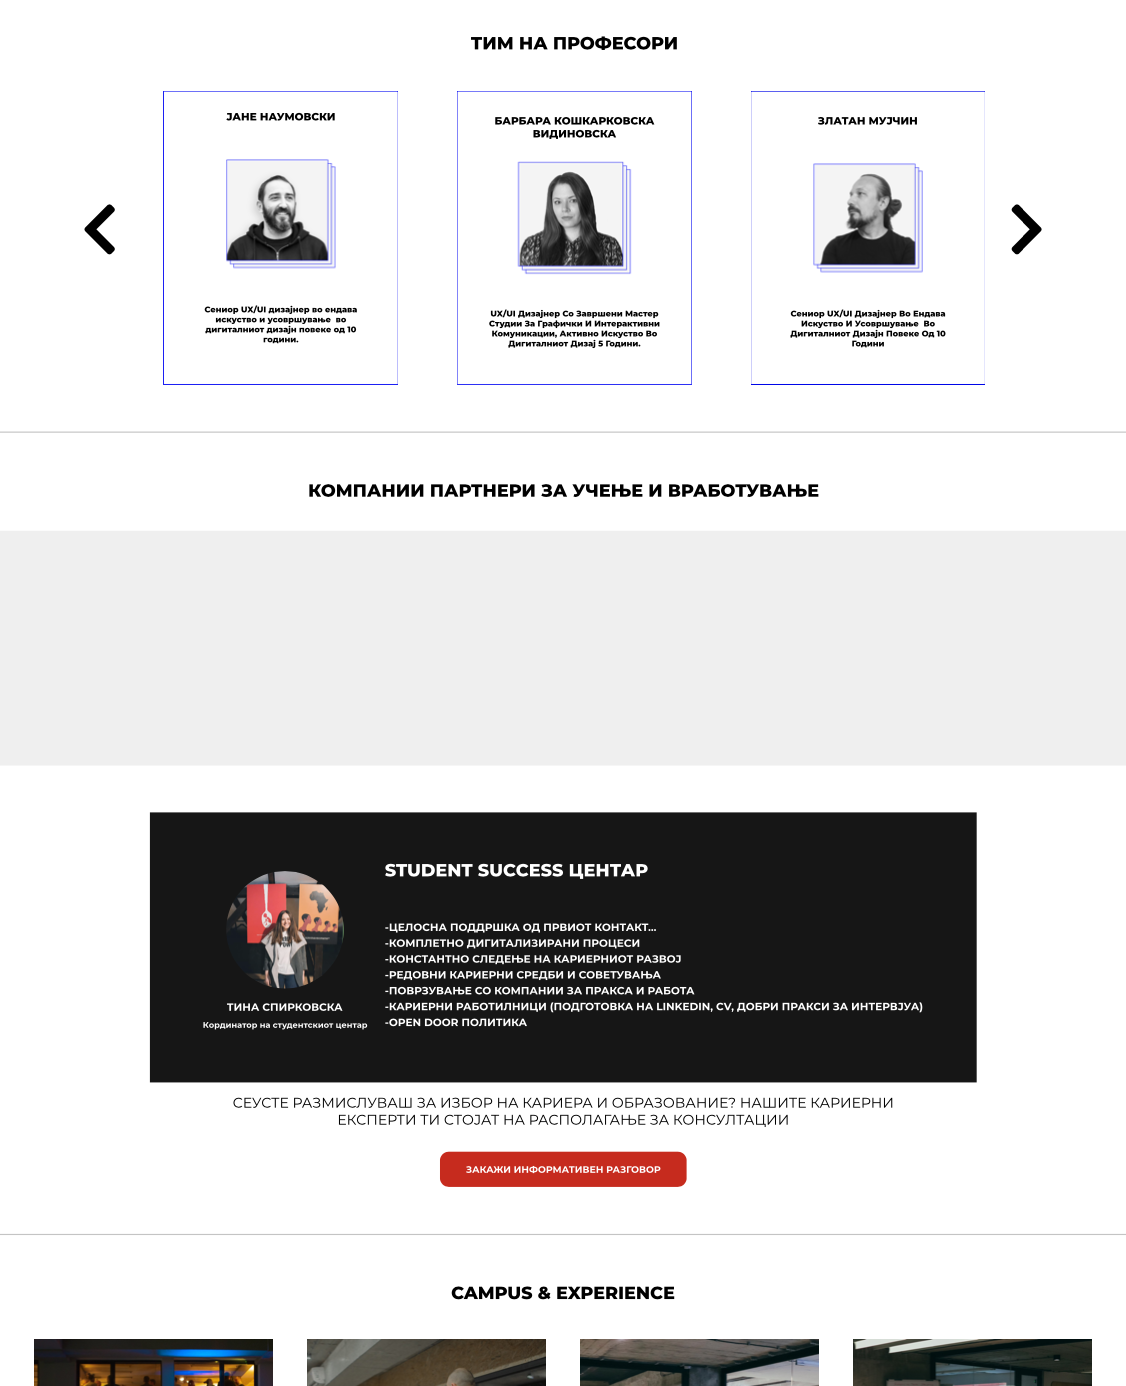 ТИМ НА ПРОФЕСОРИ
ЈАНЕ НАУМОВСКИ
Сениор UX/UI дизајнер во ендава
искуство и усовршување во
дигиталниот дизајн повеке од 10
години.
БАРБАРА КОШКАРКОВСКА
ВИДИНОВСКА
UX/UI Дизајнер Со Завршени Мастер
Студии За Графички И Интерактивни
Комуникации, Активно Искуство Во
Дигиталниот Дизај 5 Години.
ЗЛАТАН МУЈЧИН
Сениор UX/UI Дизајнер Во Ендава
Искуство И Усовршување Во
Дигиталниот Дизајн Повеке Од 10
Години
КОМПАНИИ ПАРТНЕРИ ЗА УЧЕЊЕ И ВРАБОТУВАЊЕ
ТИНА СПИРКОВСКА
Кординатор на студентскиот центар
STUDENT SUCCESS ЦЕНТАР
-ЦЕЛОСНА ПОДДРШКА ОД ПРВИОТ КОНТАКТ...
-КОМПЛЕТНО ДИГИТАЛИЗИРАНИ ПРОЦЕСИ
-КОНСТАНТНО СЛЕДЕЊЕ НА КАРИЕРНИОТ РАЗВОЈ
-РЕДОВНИ КАРИЕРНИ СРЕДБИ И СОВЕТУВАЊА
-ПОВРЗУВАЊЕ СО КОМПАНИИ ЗА ПРАКСА И РАБОТА
-КАРИЕРНИ РАБОТИЛНИЦИ (ПОДГОТОВКА НА LINKEDIN, CV, ДОБРИ ПРАКСИ ЗА ИНТЕРВЈУА)
-OPEN DOOR ПОЛИТИКА
СЕУСТЕ РАЗМИСЛУВАШ ЗА ИЗБОР НА КАРИЕРА И ОБРАЗОВАНИЕ? НАШИТЕ КАРИЕРНИ
ЕКСПЕРТИ ТИ СТОЈАТ НА РАСПОЛАГАЊЕ ЗА КОНСУЛТАЦИИ
ЗАКАЖИ ИНФОРМАТИВЕН РАЗГОВОР
CAMPUS & EXPERIENCE